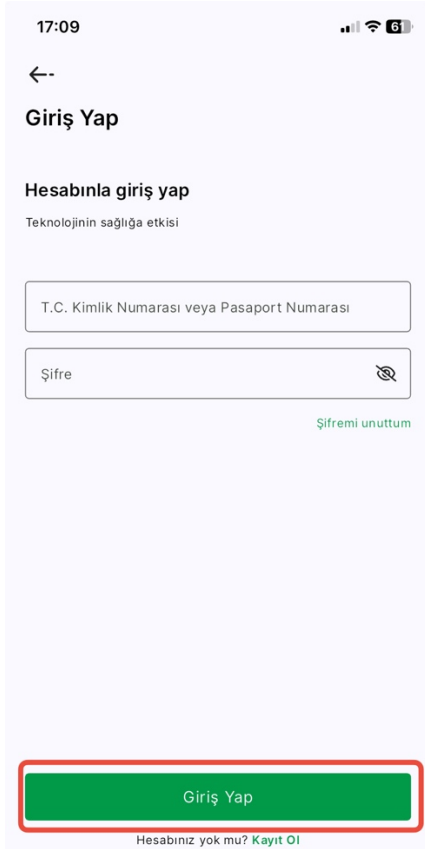 17:09
61
Giriş Yap
Hesabınla giriş yap
Teknolojinin sağlığa etkisi
T.C. Kimlik Numarası veya Pasaport Numarası
Şifre
Şifremi unuttum
Giriş Yap
Hesabınız yok mu? Kayıt Ol